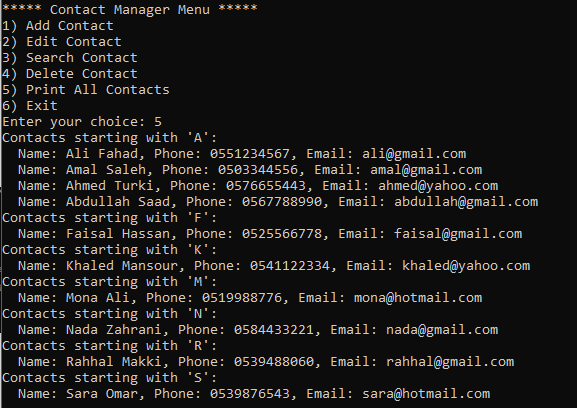 ***** Contact Manager Menu *****
1) Add Contact
2) Edit Contact
3) Search Contact
4) Delete Contact
5) Print All Contacts
6) Exit
Enter your choice: 5
Contacts starting with 'A':
  Name: Ali Fahad, Phone: 0551234567, Email: ali@gmail.com
  Name: Amal Saleh, Phone: 0503344556, Email: amal@gmail.com
  Name: Ahmed Turki, Phone: 0576655443, Email: ahmed@yahoo.com
  Name: Abdullah Saad, Phone: 0567788990, Email: abdullah@gmail.com
Contacts starting with 'F':
  Name: Faisal Hassan, Phone: 0525566778, Email: faisal@gmail.com
Contacts starting with 'K':
  Name: Khaled Mansour, Phone: 0541122334, Email: khaled@yahoo.com
Contacts starting with 'M':
  Name: Mona Ali, Phone: 0519988776, Email: mona@hotmail.com
Contacts starting with 'N':
  Name: Nada Zahrani, Phone: 0584433221, Email: nada@gmail.com
Contacts starting with 'R':
  Name: Rahhal Makki, Phone: 0539488060, Email: rahhal@gmail.com
Contacts starting with 'S':
  Name: Sara Omar, Phone: 0539876543, Email: sara@hotmail.com